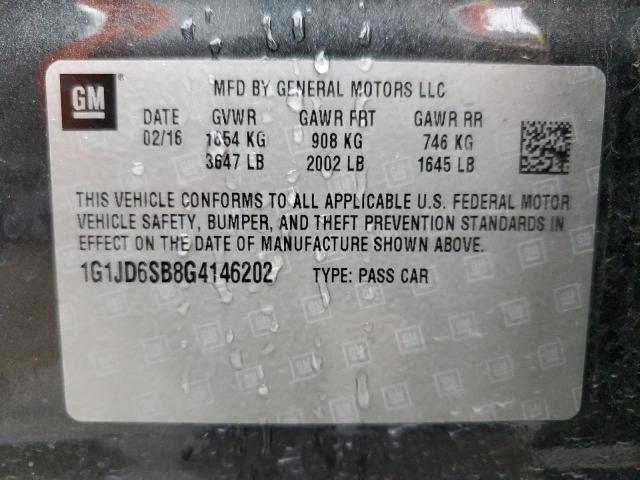 GM®
MFD BY GENERAL MOTORS LLC
DATE GVWR GAWR FRT GAWR RR
02/16 1654 KG 908 KG 746 KG
3647 LB 2002 LB 1645 LB
THIS VEHICLE CONFORMS TO ALL APPLICABLE U.S. FEDERAL MOTOR
VEHICLE SAFETY, BUMPER, AND THEFT PREVENTION STANDARDS IN
EFFECT ON THE DATE OF MANUFACTURE SHOWN ABOVE.
1G1JD6SB8G4146202 TYPE: PASS CAR